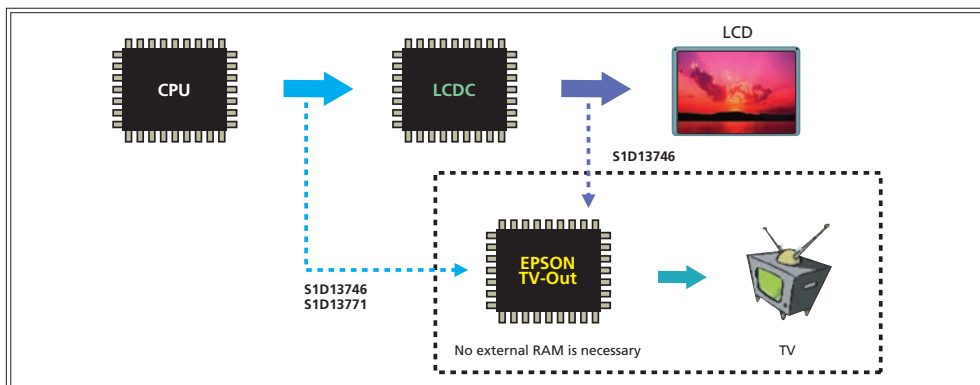 LCD
CPU
LCDC
S1D13746
EPSON
TV-Out
S1D13746
S1D13771
No external RAM is necessary
TV